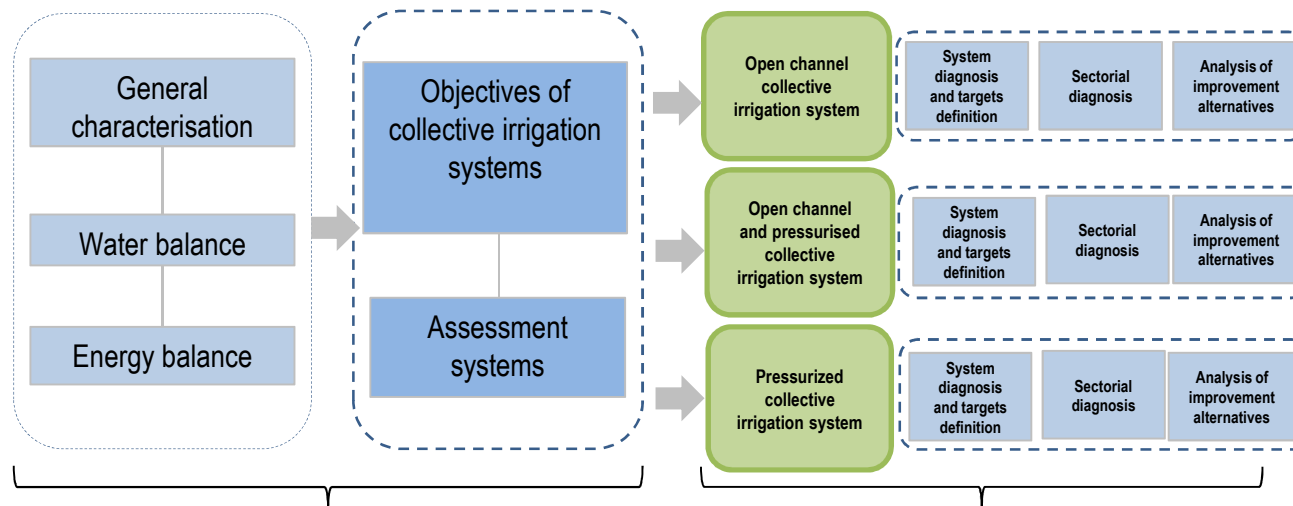 General
characterisation
Water balance
Energy balance
Objectives of
collective irrigation
systems
Assessment
systems
Open channel
collective
irrigation system
System
diagnosis
and targets
definition
Sectorial
diagnosis
Analysis of
improvement
alternatives
Open channel
and pressurised
collective
irrigation system
System
diagnosis
and targets
definition
Sectorial
diagnosis
Analysis of
improvement
alternatives
Pressurized
collective
irrigation system
System
diagnosis
and targets
definition
Sectorial
diagnosis
Analysis of
improvement
alternatives